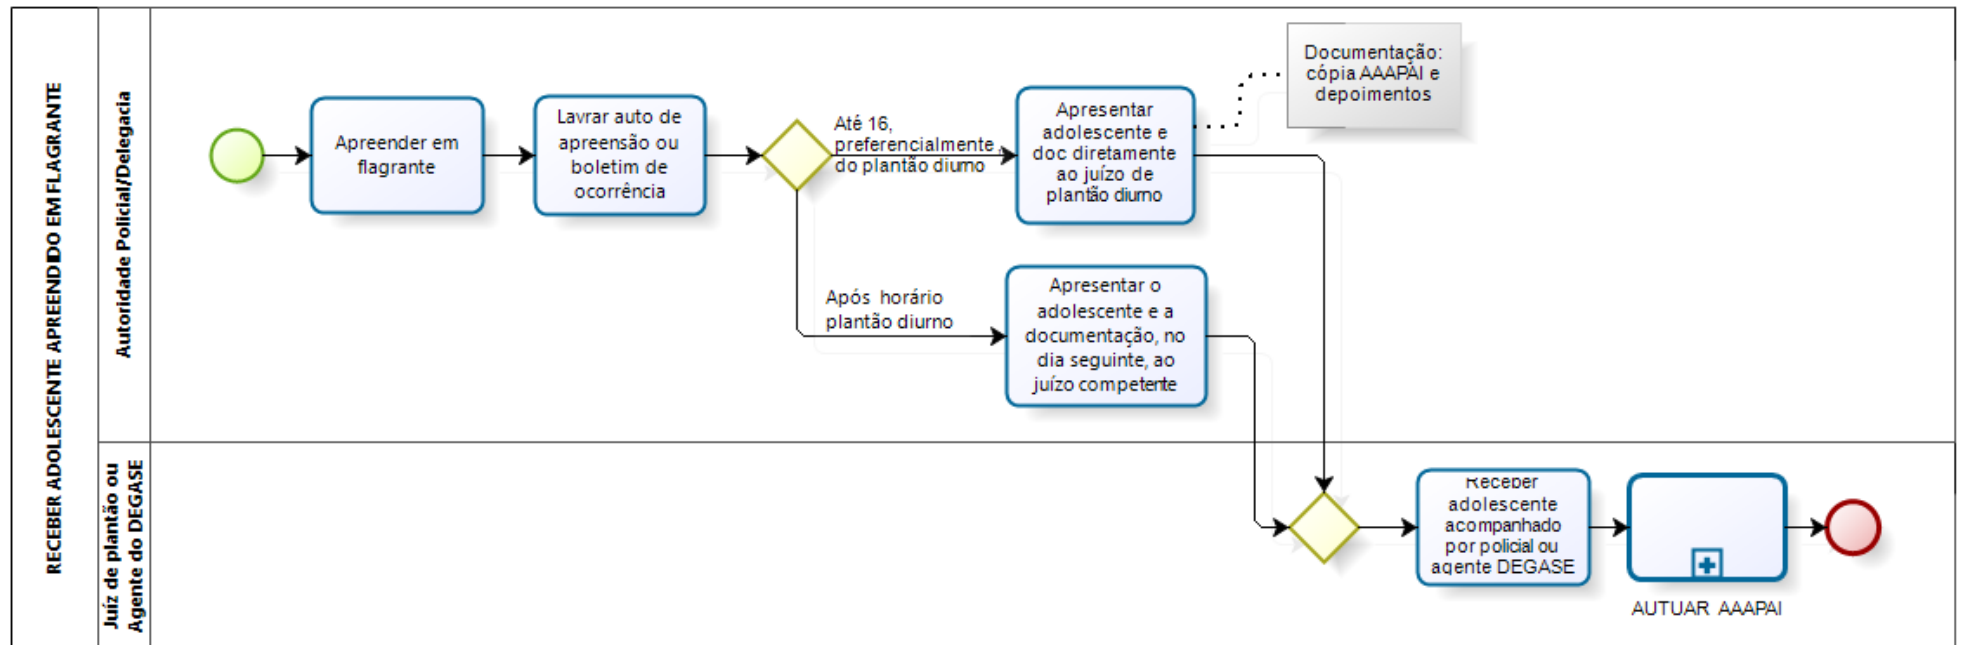 RECEBER ADOLESCENTE APREENDIDO EM FLAGRANTE
Autoridade Policial/Delegacia
Apreender em
flagrante
Lavrar auto de
apreensão ou
boletim de
ocorrência
Até 16,
preferencialmente,
do plantão diurno
Apresentar
adolescente e
doc diretamente
ao juízo de
plantão diurno
Documentação:
cópia AAAPAI e
depoimentos
Após horário
plantão diurno
Apresentar o
adolescente e a
documentação, no
dia seguinte, ao
juízo competente
Juíz de plantão ou
Agente do DEGASE
Receber
adolescente
acompanhado
por policial ou
agente DEGASE
AUTUAR AAAPAI